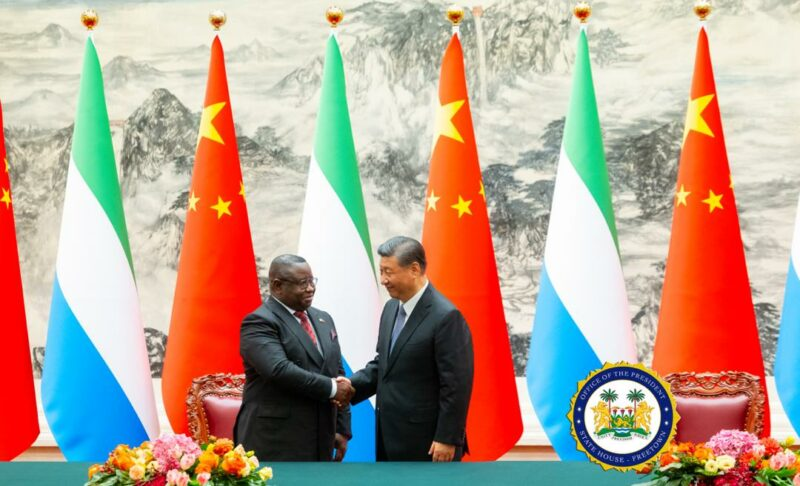 OFFICE OF THE PRESIDENT
STATE HOUSE - FREETOWN